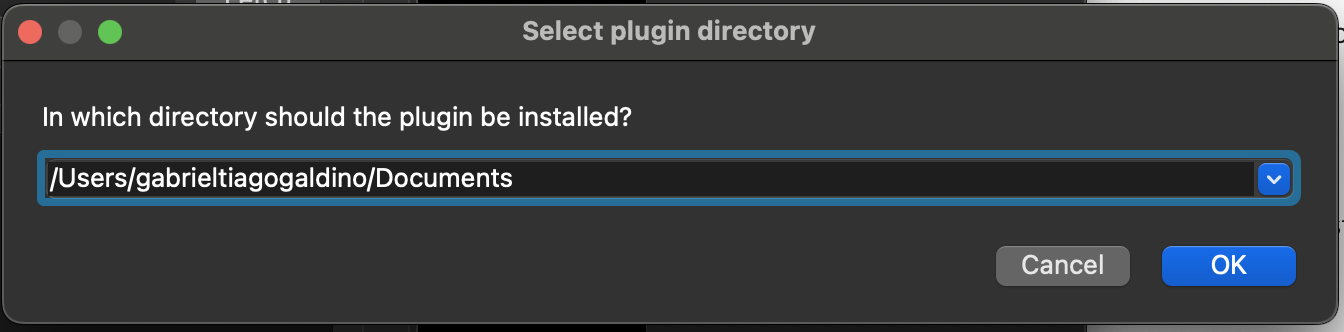 Select plugin directory
In which directory should the plugin be installed?
/Users/gabrieltiagogaldino/Documents
Cancel
OK